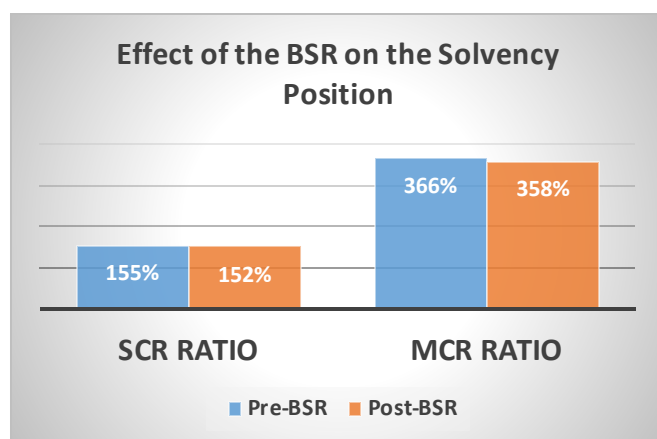 Effect of the BSR on the Solvency
Position
155%
152%
366%
358%
SCR RATIO
MCR RATIO
Pre-BSR
Post-BSR